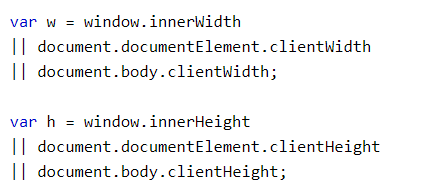 var w = window.innerWidth
|| document.documentElement.clientWidth
|| document.body.clientWidth;
var h = window.innerHeight
|| document.documentElement.clientHeight
|| document.body.clientHeight;